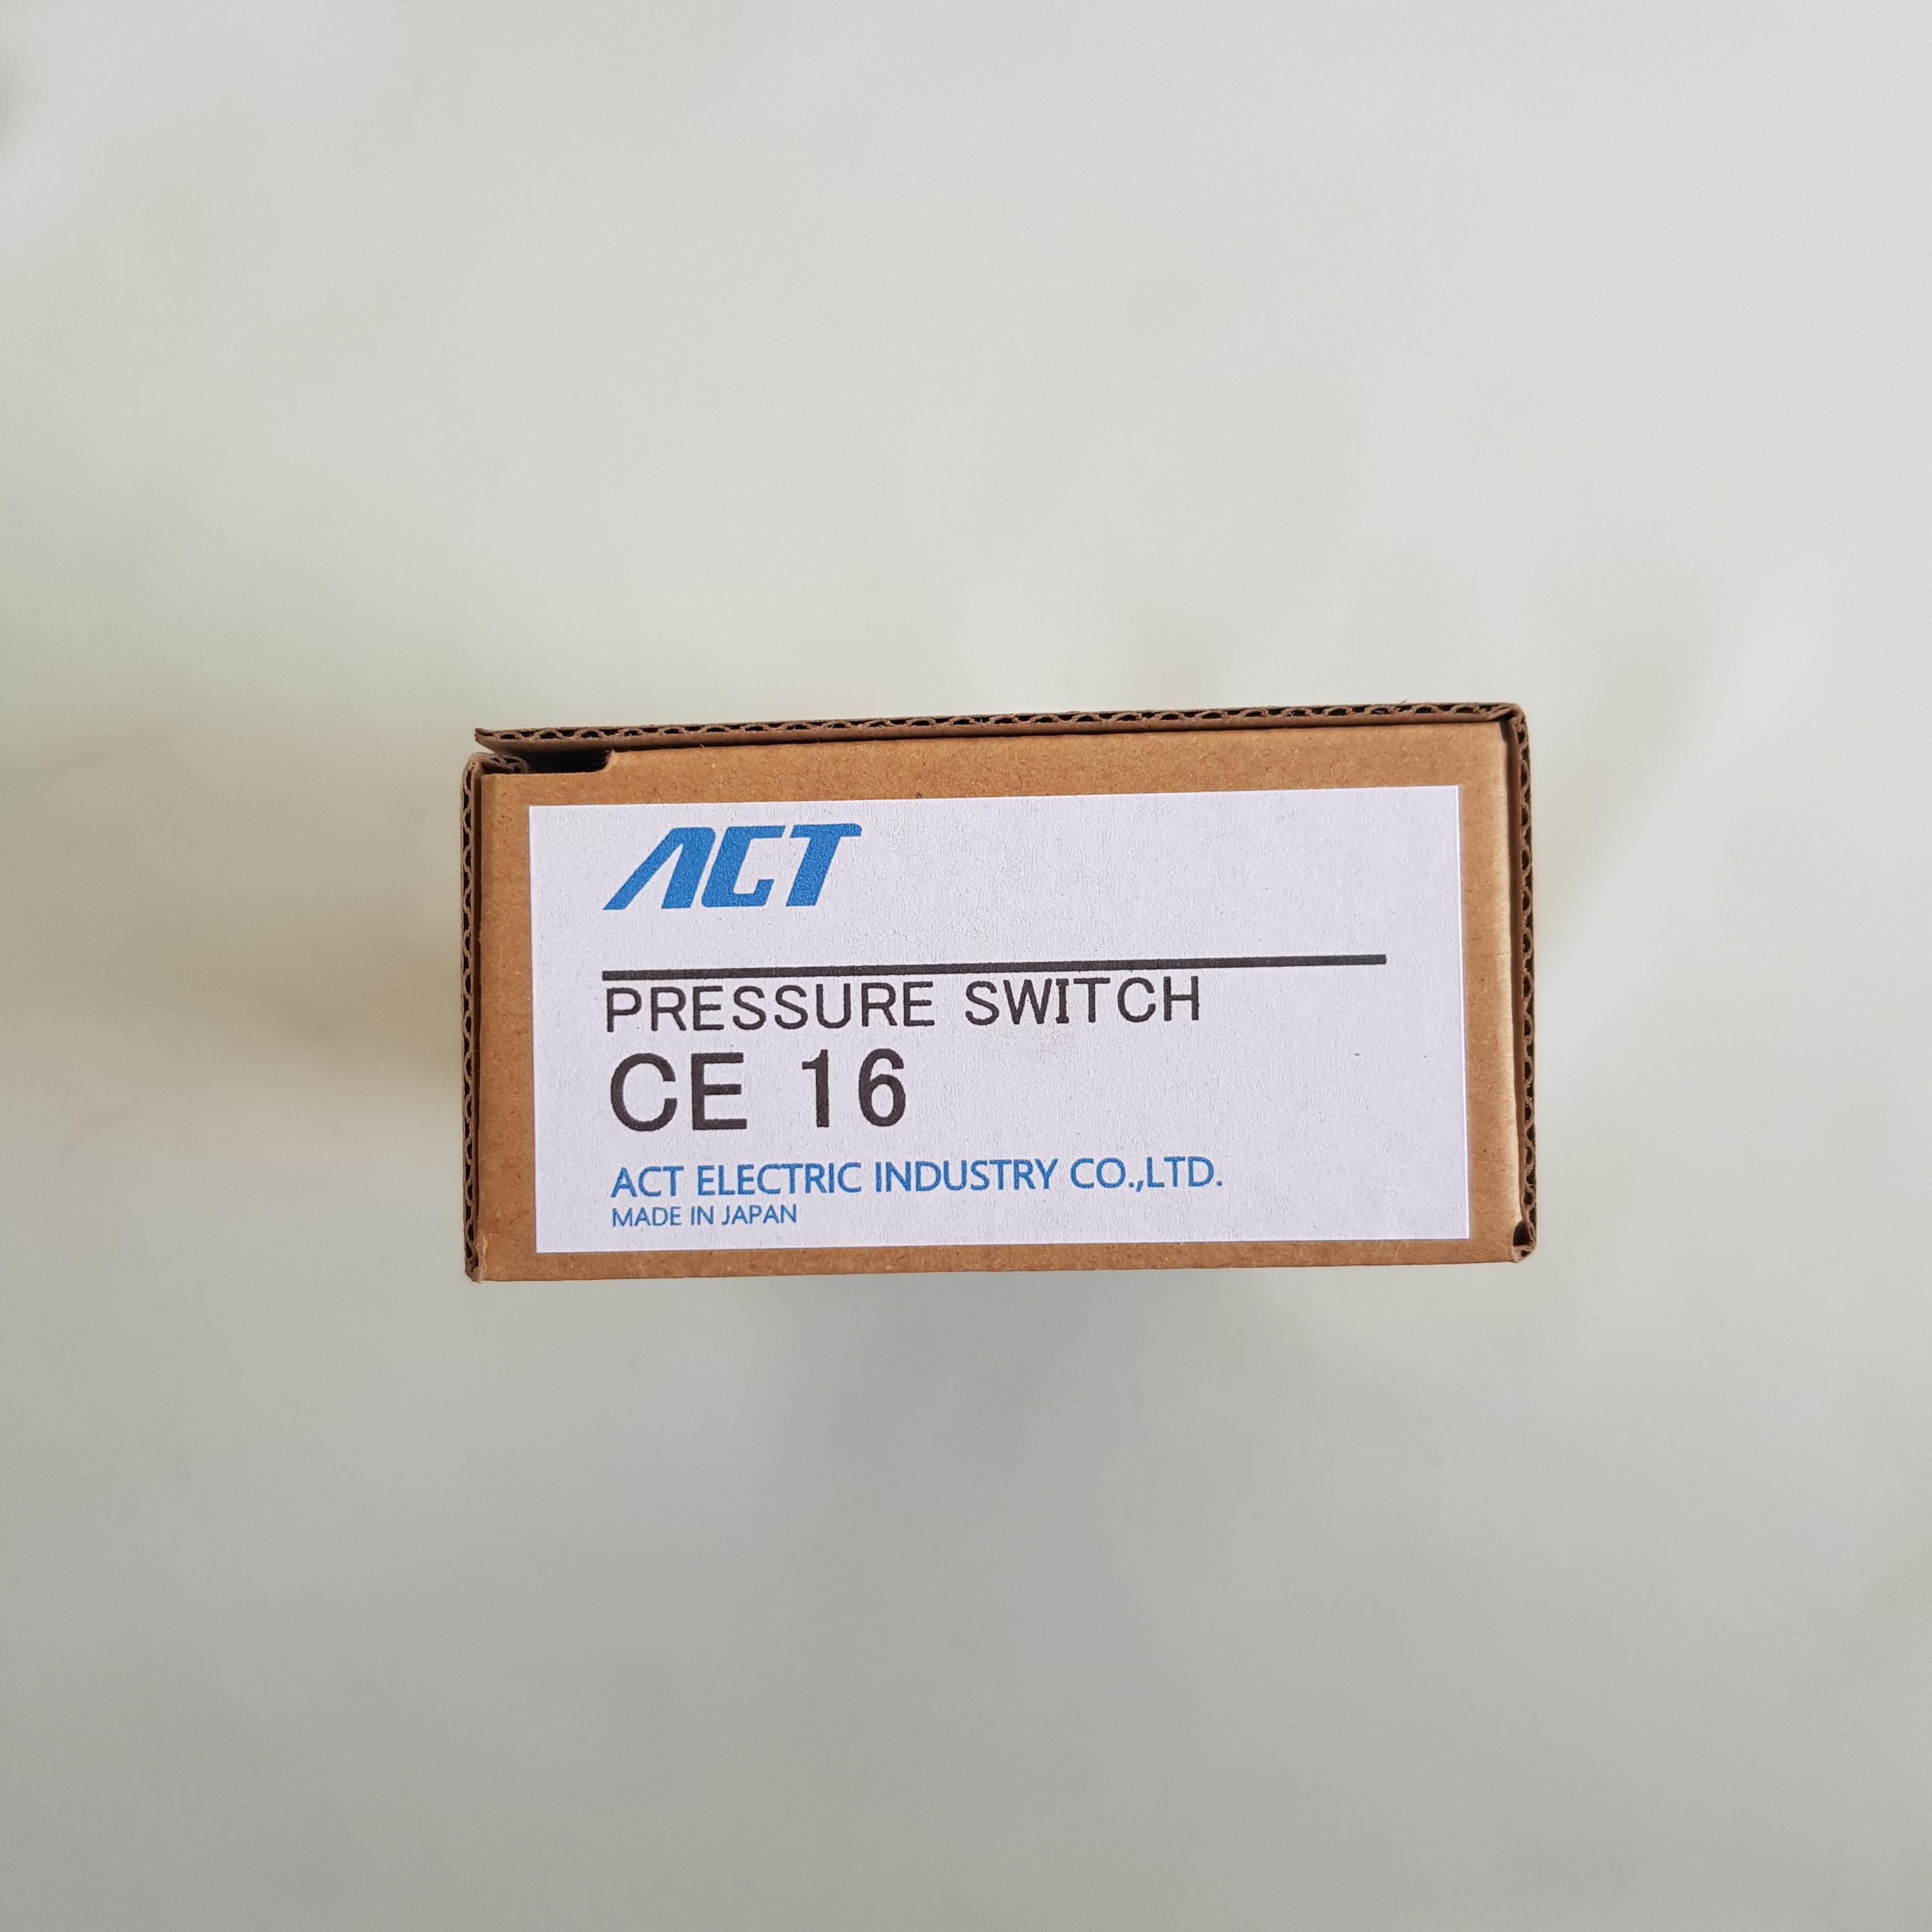 ACT
PRESSURE SWITCH
CE 16
ACT ELECTRIC INDUSTRY CO.,LTD.
MADE IN JAPAN